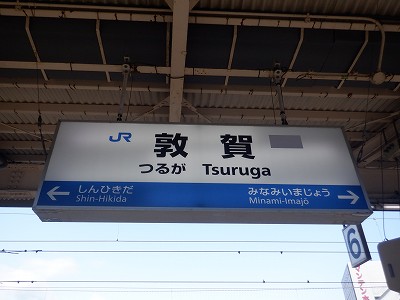 JR 敦賀
つるが Tsuruga
← しんひきだ みなみいまじょう →
Shin-Hikida Minami-Imajō
6